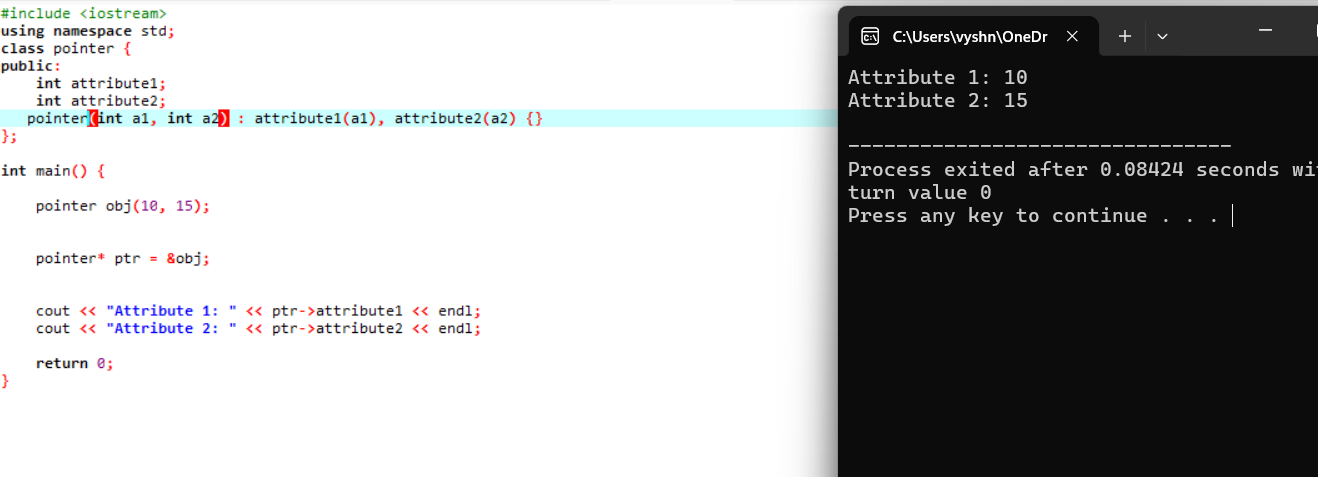 #include <iostream>
using namespace std;
class pointer {
public:
    int attribute1;
    int attribute2;
   pointer(int a1, int a2) : attribute1(a1), attribute2(a2) {}
};
int main() {
    pointer obj(10, 15);
    pointer* ptr = &obj;
    cout << "Attribute 1: " << ptr->attribute1 << endl;
    cout << "Attribute 2: " << ptr->attribute2 << endl;
    return 0;
}
C:\Users\vyshn\OneDr
Attribute 1: 10
Attribute 2: 15
--------------------------------
Process exited after 0.08424 seconds wi
turn value 0
Press any key to continue . . .